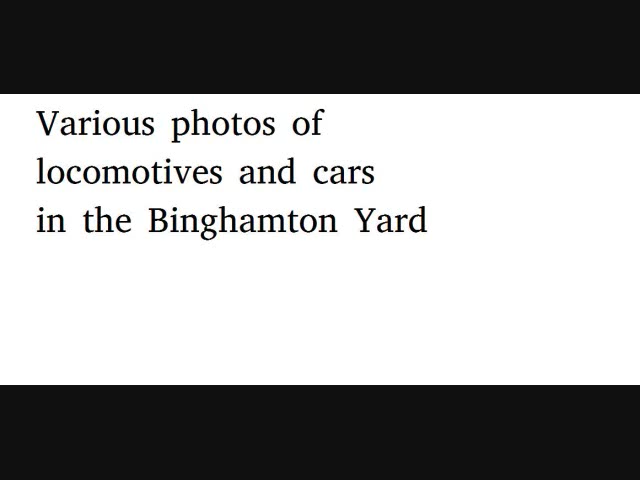 Various photos of
locomotives and cars
in the Binghamton Yard